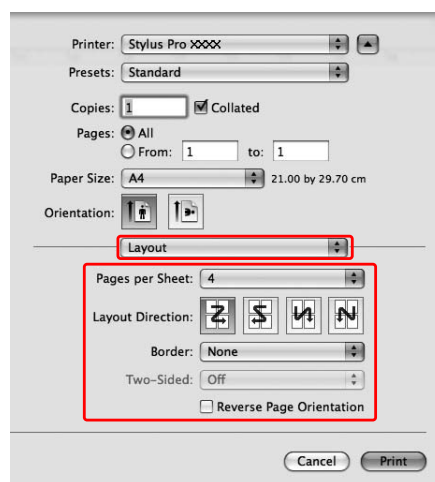 Printer: Stylus Pro XXXX
Presets: Standard
Copies: 1 Collated
Pages: All
From: 1 to: 1
Paper Size: A4 21.00 by 29.70 cm
Orientation:
Layout
Pages per Sheet: 4
Layout Direction:
Border: None
Two-Sided: Off
Reverse Page Orientation
Cancel Print